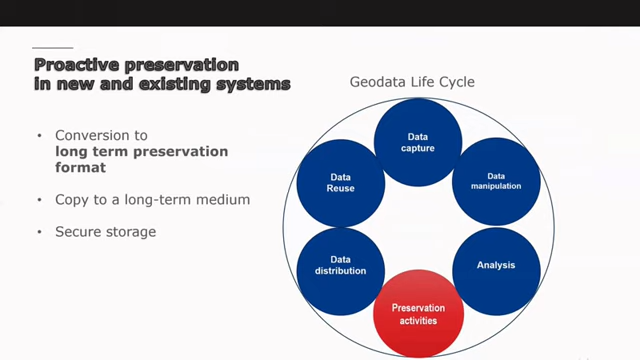 Proactive preservation
in new and existing systems
Geodata Life Cycle
• Conversion to
long term preservation
format
• Copy to a long-term medium
• Secure storage
Data
capture
Data
manipulation
Analysis
Preservation
activities
Data
distribution
Data
Reuse